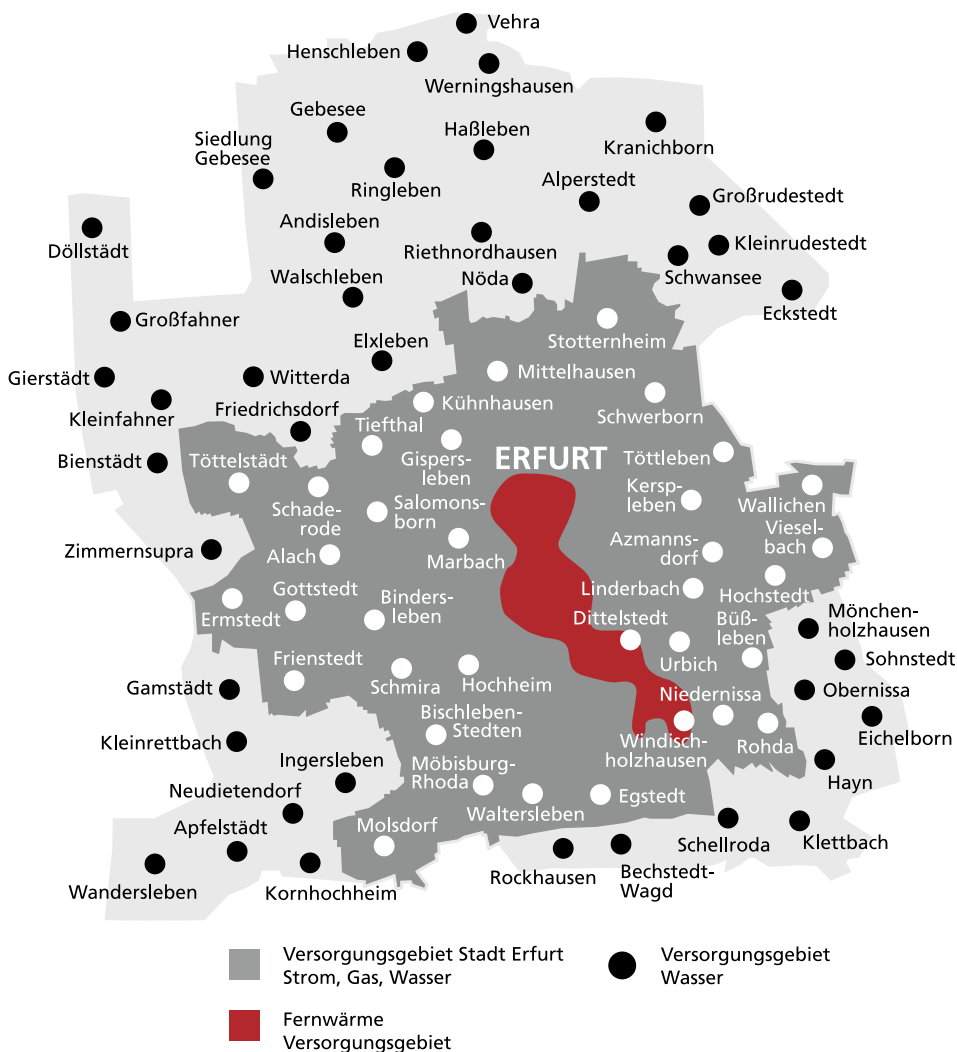 Vehra
Henschleben
Werningshausen
Gebesee
Haßleben
Siedlung
Gebesee
Kranichborn
Ringleben
Alperstedt
Großrudestedt
Andisleben
Döllstädt
Riethnordhausen
Kleinrudestedt
Walschleben
Nöda
Schwansee
Eckstedt
Großfahner
Elxleben
Stotternheim
Gierstädt
Witterda
Mittelhausen
Kleinfahner
Friedrichsdorf
Kühnhausen
Schwerborn
Tiefthal
Bienstädt
Töttelstädt
Gispers-
leben
ERFURT
Töttleben
Schade-
rode
Salomons-
born
Kersp-
leben
Wallichen
Zimmernsupra
Alach
Marbach
Azmanns-
dorf
Viesel-
bach
Gottstedt
Linderbach
Hochstedt
Ermstedt
Binders-
leben
Dittelstedt
Büß-
leben
Mönchen-
holzhausen
Frienstedt
Schmira
Hochheim
Urbich
Sohnstedt
Gamstädt
Niedernissa
Obernissa
Bischleben-
Stedten
Kleinrettbach
Windisch-
holzhausen
Rohda
Eichelborn
Ingersleben
Möbisburg-
Rhoda
Hayn
Neudietendorf
Waltersleben
Egstedt
Apfelstädt
Molsdorf
Schellroda
Klettbach
Wandersleben
Kornhochheim
Rockhausen
Bechstedt-
Wagd
Versorgungsgebiet Stadt Erfurt
Strom, Gas, Wasser
Versorgungsgebiet
Wasser
Fernwärme
Versorgungsgebiet